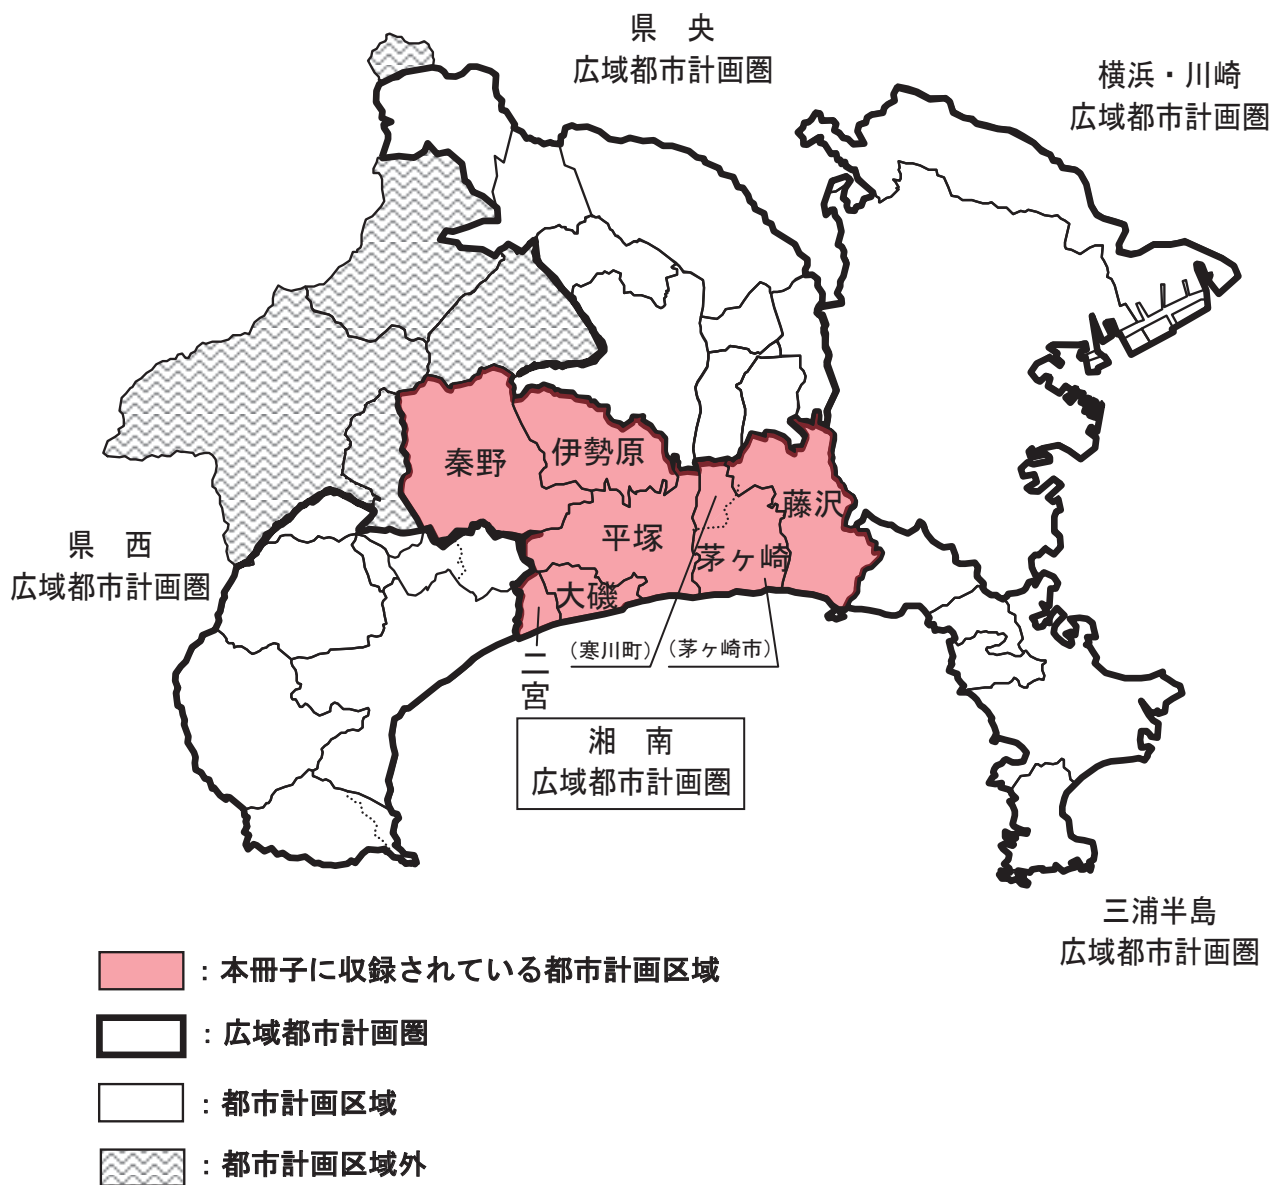 県　央
広域都市計画圏
横浜・川崎
広域都市計画圏
秦野
伊勢原
藤沢
平塚
茅ヶ崎
大磯
県　西
広域都市計画圏
(寒川町)
(茅ヶ崎市)
二宮
湘　南
広域都市計画圏
三浦半島
広域都市計画圏
：本冊子に収録されている都市計画区域
：広域都市計画圏
：都市計画区域
：都市計画区域外